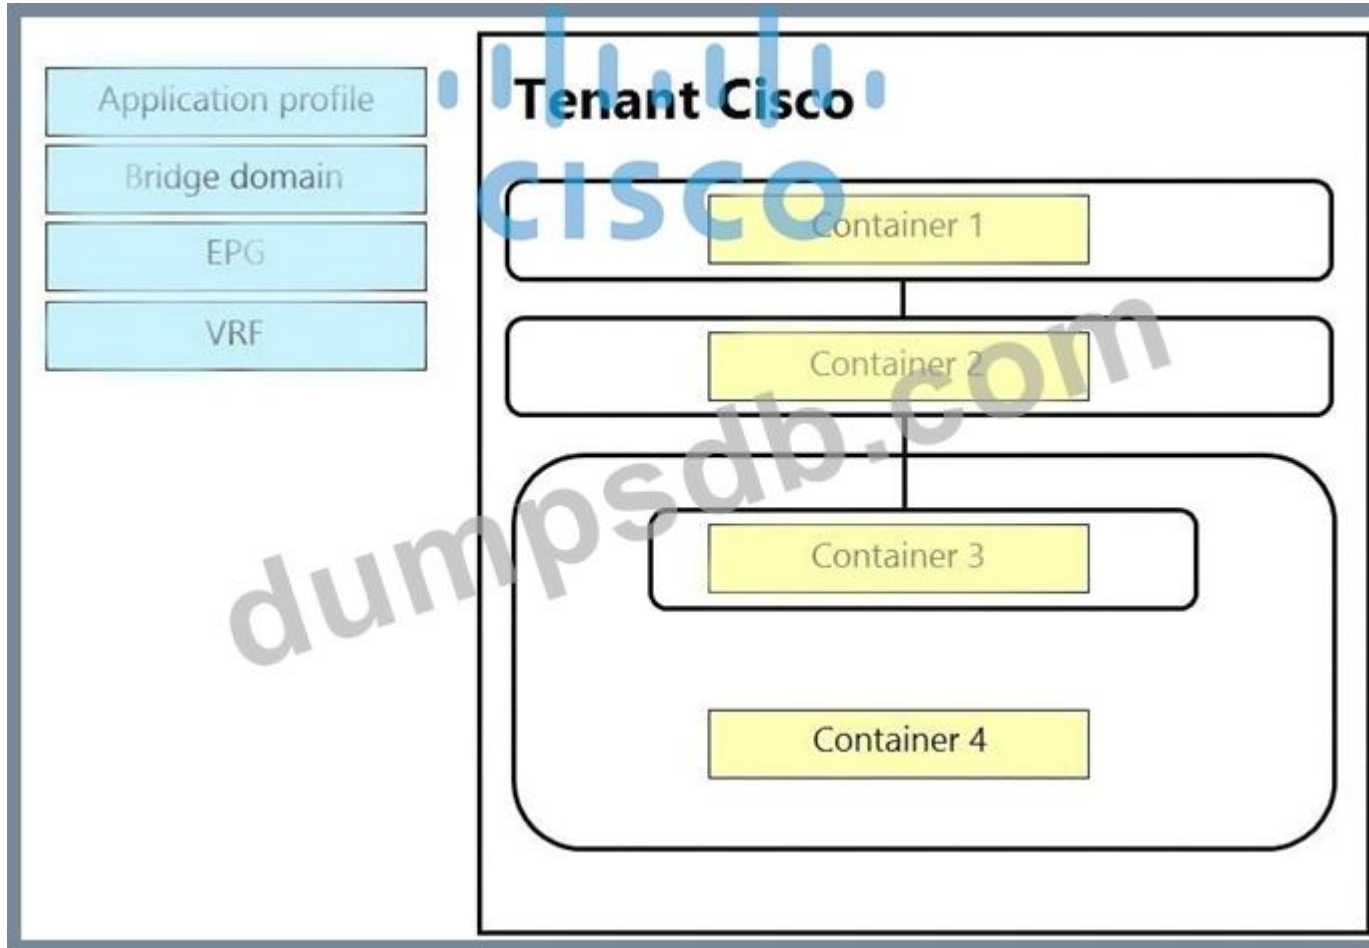 Application profile
Bridge domain
EPG
VRF
Tenant Cisco
CISCO
Container 1
Container 2
Container 3
Container 4
dumpsdb.com